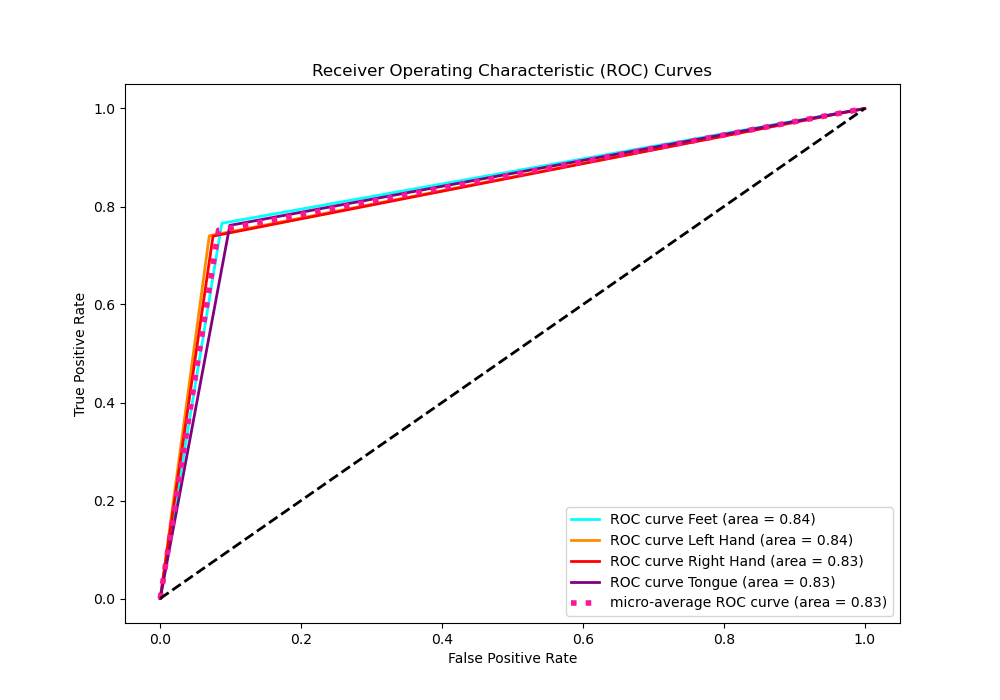 Receiver Operating Characteristic (ROC) Curves
True Positive Rate
1.0
0.8
0.6
0.4
0.2
0.0
0.0 0.2 0.4 0.6 0.8 1.0
False Positive Rate
ROC curve Feet (area = 0.84)
ROC curve Left Hand (area = 0.84)
ROC curve Right Hand (area = 0.83)
ROC curve Tongue (area = 0.83)
micro-average ROC curve (area = 0.83)